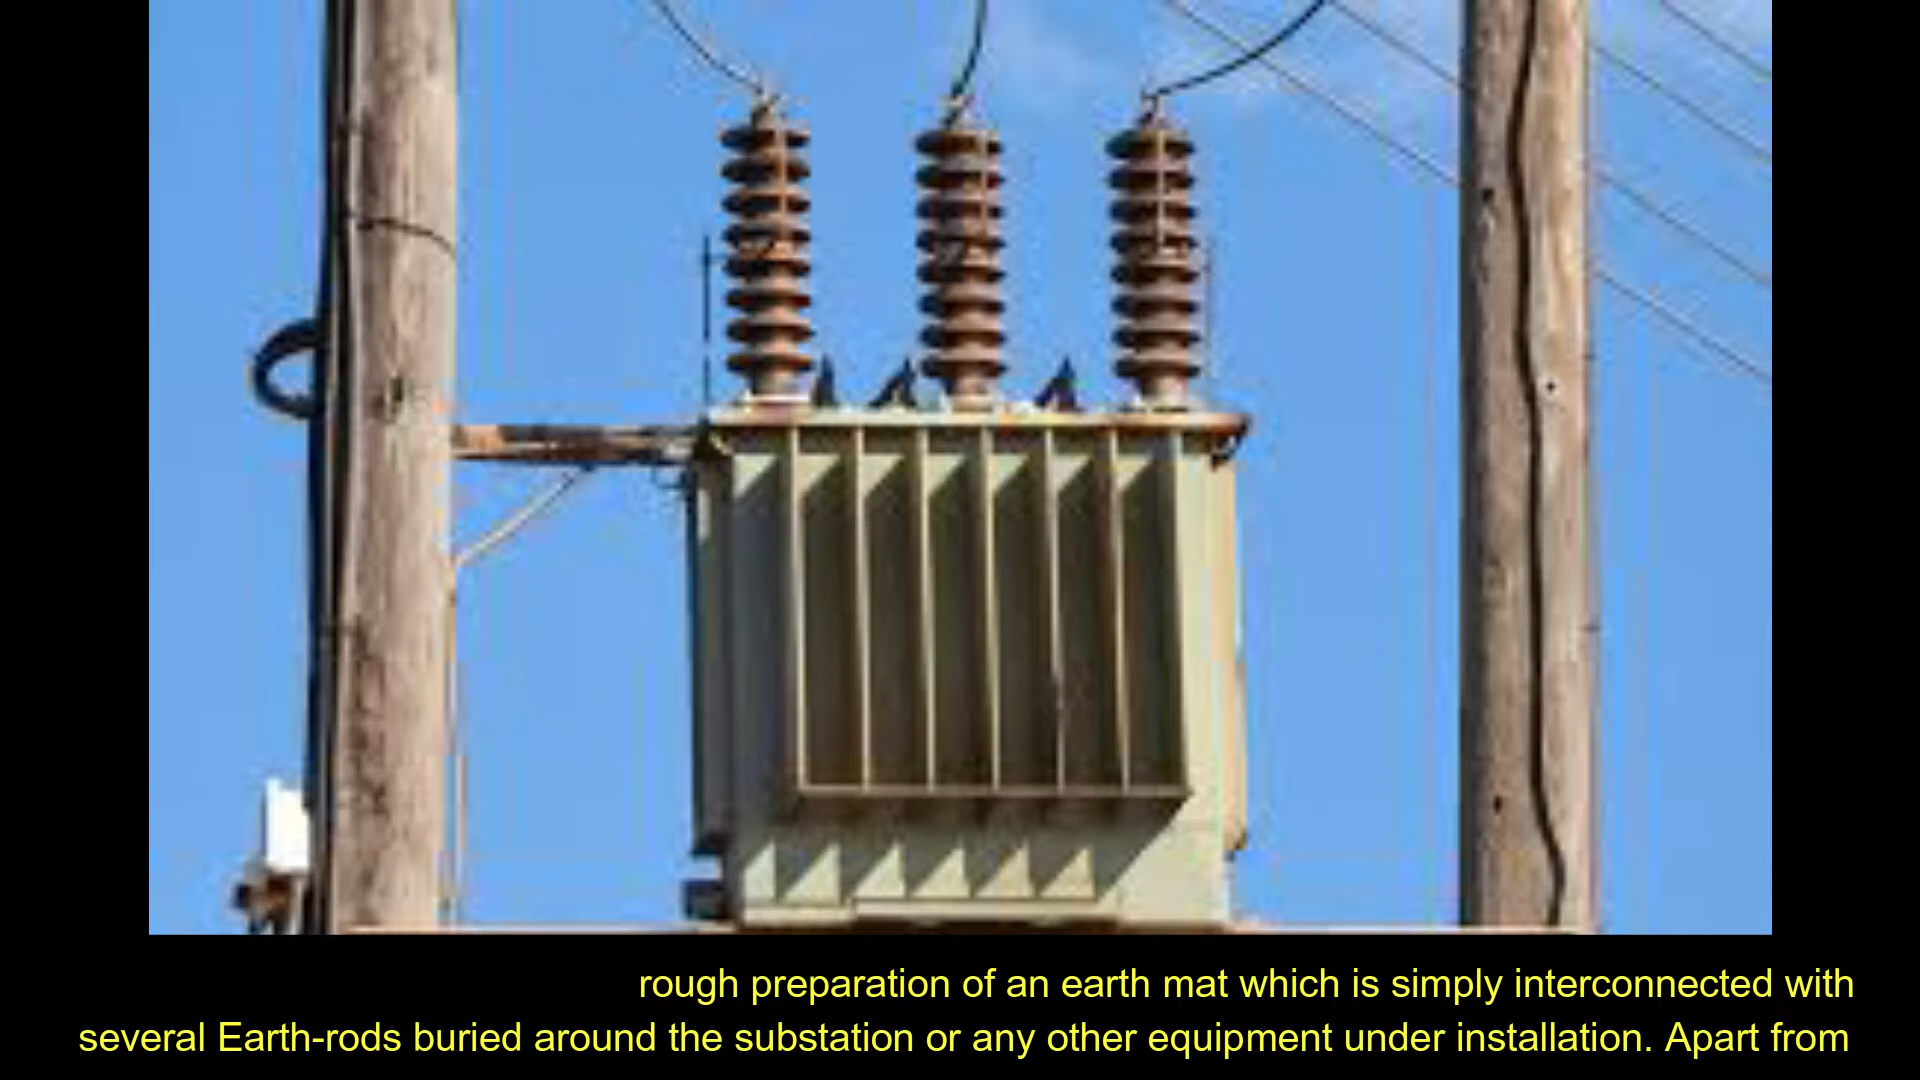 rough preparation of an earth mat which is simply interconnected with
several Earth-rods buried around the substation or any other equipment under installation. Apart from